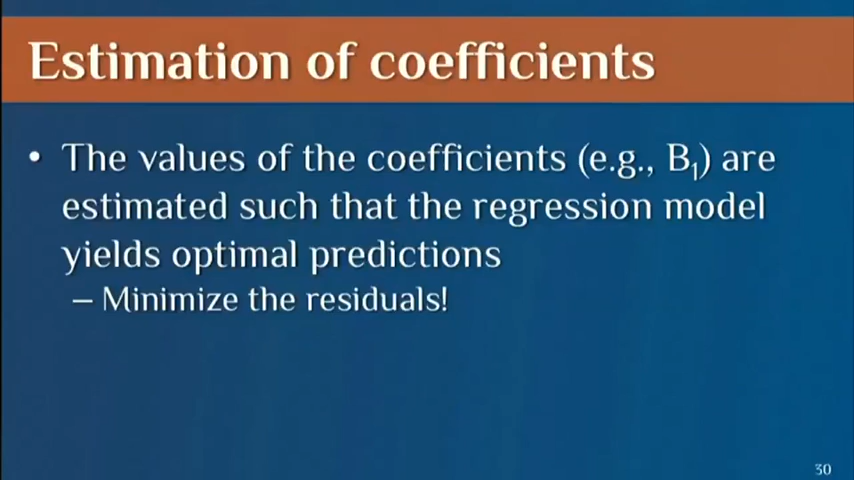 Estimation of coefficients
• The values of the coefficients (e.g., B₁) are
estimated such that the regression model
yields optimal predictions
– Minimize the residuals!
30